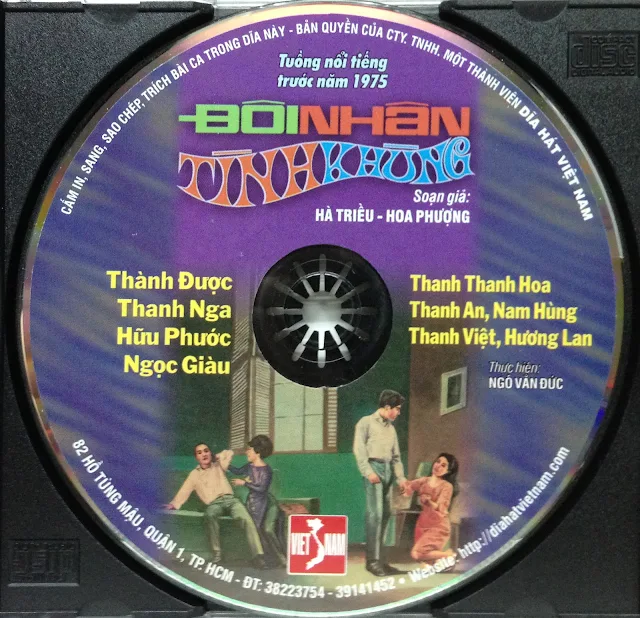 CẤM IN, SANG, SAO CHÉP, TRÍCH BÀI CA TRONG DĨA NÀY - BẢN QUYỀN CỦA CTY. TNHH. MỘT THÀNH VIÊN DĨA HÁT VIỆT NAM
Tuồng nổi tiếng
trước năm 1975
ĐÔI NHÂN
TÌNH KHÙNG
Soạn giả:
HÀ TRIỀU - HOA PHƯỢNG
Thành Được
Thanh Nga
Hữu Phước
Ngọc Giàu
Thanh Thanh Hoa
Thanh An, Nam Hùng
Thanh Việt, Hương Lan
Thực hiện:
NGÔ VĂN ĐỨC
VIET NAM
82 HỒ TÙNG MẬU, QUẬN 1, TP. HCM - ĐT: 38223754 - 39141452 • Website: http://diahatvietnam.com
disc